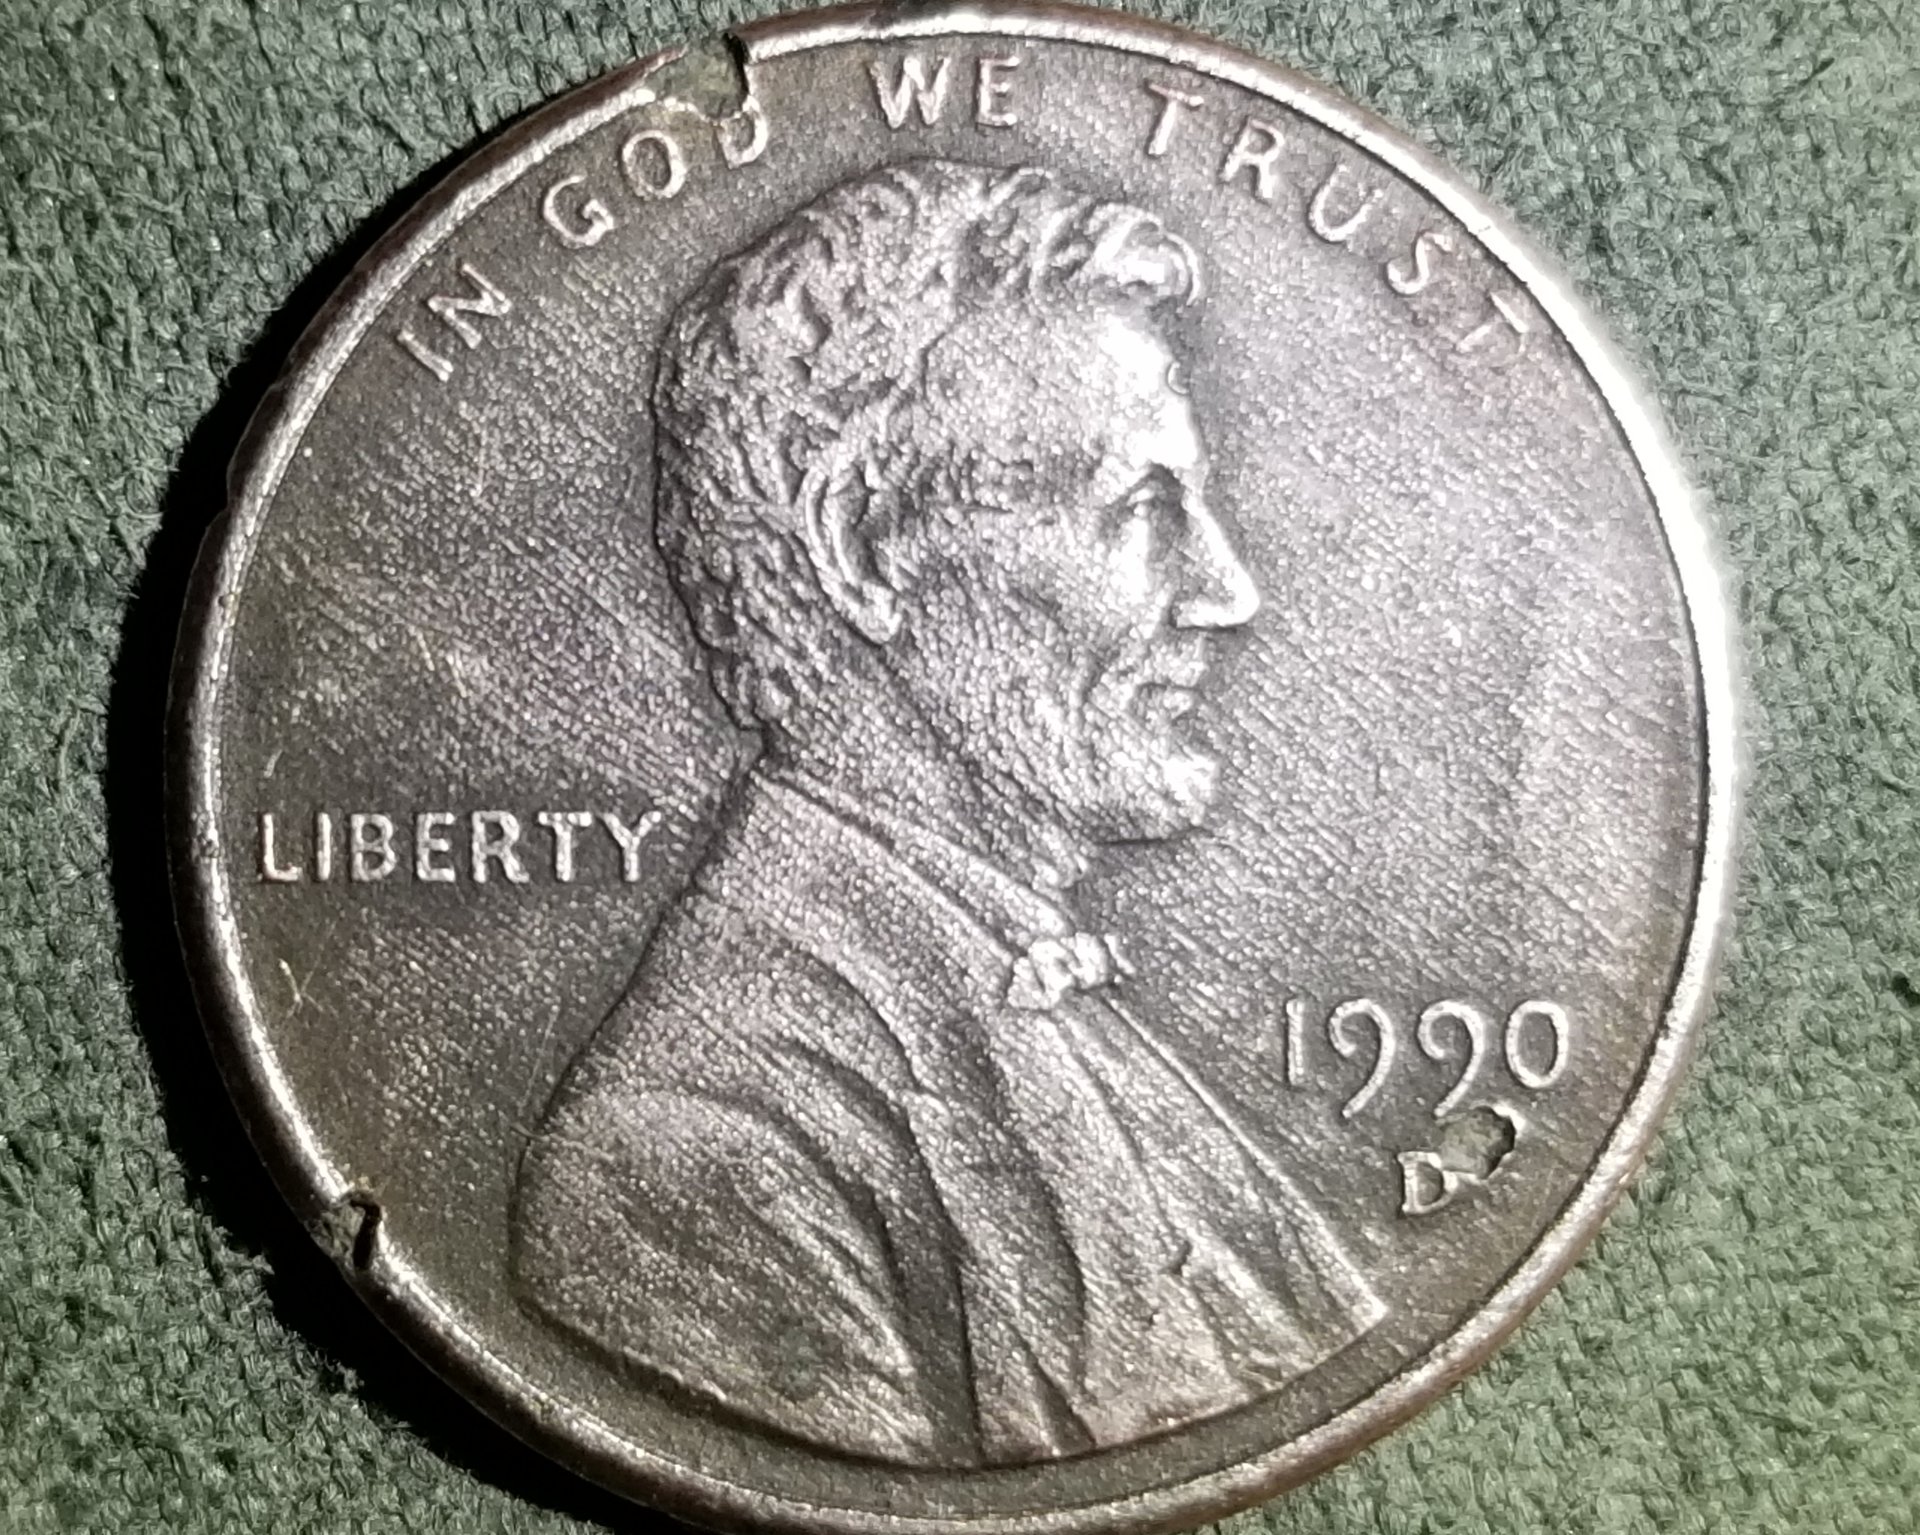 IN GOD WE TRUST
LIBERTY
1990
D